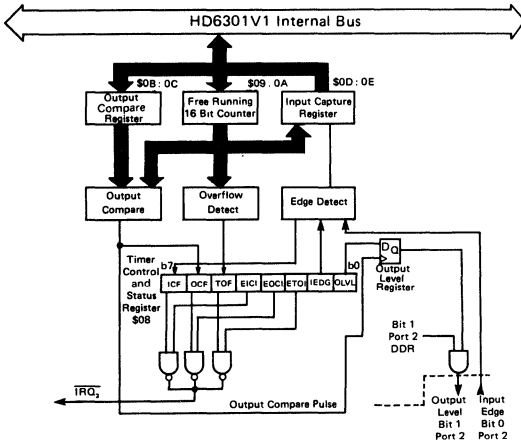 HD6301V1 Internal Bus
$0B : 0C
$09 . 0A
$0D : 0E
Output
Compare
Register
Free Running
16 Bit Counter
Input Capture
Register
Output
Compare
Overflow
Detect
Edge Detect
Timer
Control
and
Status
Register
$08
b7
b0
ICF OCF TOF EICI EOCI ETOI IEDG OLVL
D
Q
Output
Level
Register
Bit 1
Port 2
DDR
IRQ₂
Output Compare Pulse
Output
Level
Bit 1
Port 2
Input
Edge
Bit 0
Port 2